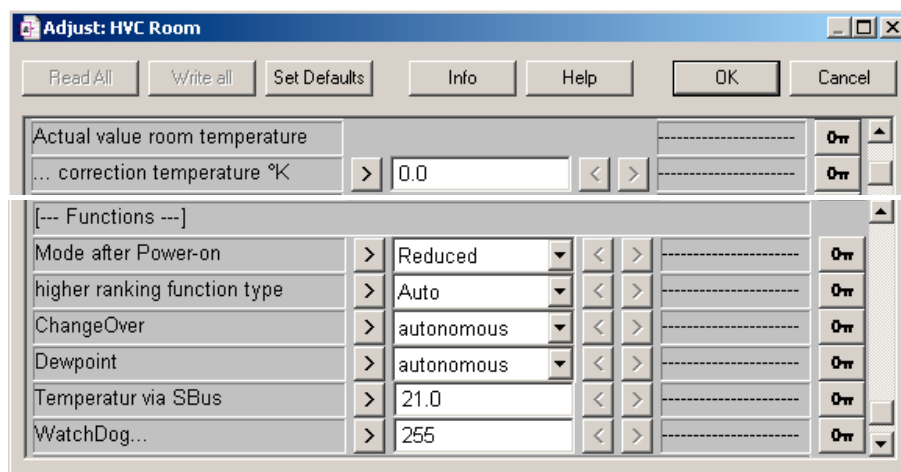 Adjust: HVC Room
Read All Write all Set Defaults Info Help OK Cancel
Actual value room temperature ----------------------
... correction temperature °K > 0.0 < > ----------------------
[--- Functions ---]
Mode after Power-on > Reduced < > ----------------------
higher ranking function type > Auto < > ----------------------
ChangeOver > autonomous < > ----------------------
Dewpoint > autonomous < > ----------------------
Temperatur via SBus > 21.0 < > ----------------------
WatchDog... > 255 < > ----------------------